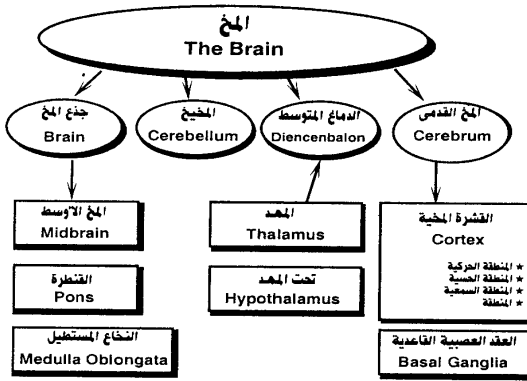 المخ
The Brain
جذع المخ
Brain
المخيخ
Cerebellum
الدماغ المتوسط
Diencenbalon
المخ القدمى
Cerebrum
المخ الأوسط
Midbrain
القنطرة
Pons
النخاع المستطيل
Medulla Oblongata
المهد
Thalamus
تحت المهد
Hypothalamus
القشرة المخية
Cortex
★ المنطقة الحركية
★ المنطقة الحسية
★ المنطقة السمعية
★ المنطقة
العقد العصبية القاعدية
Basal Ganglia